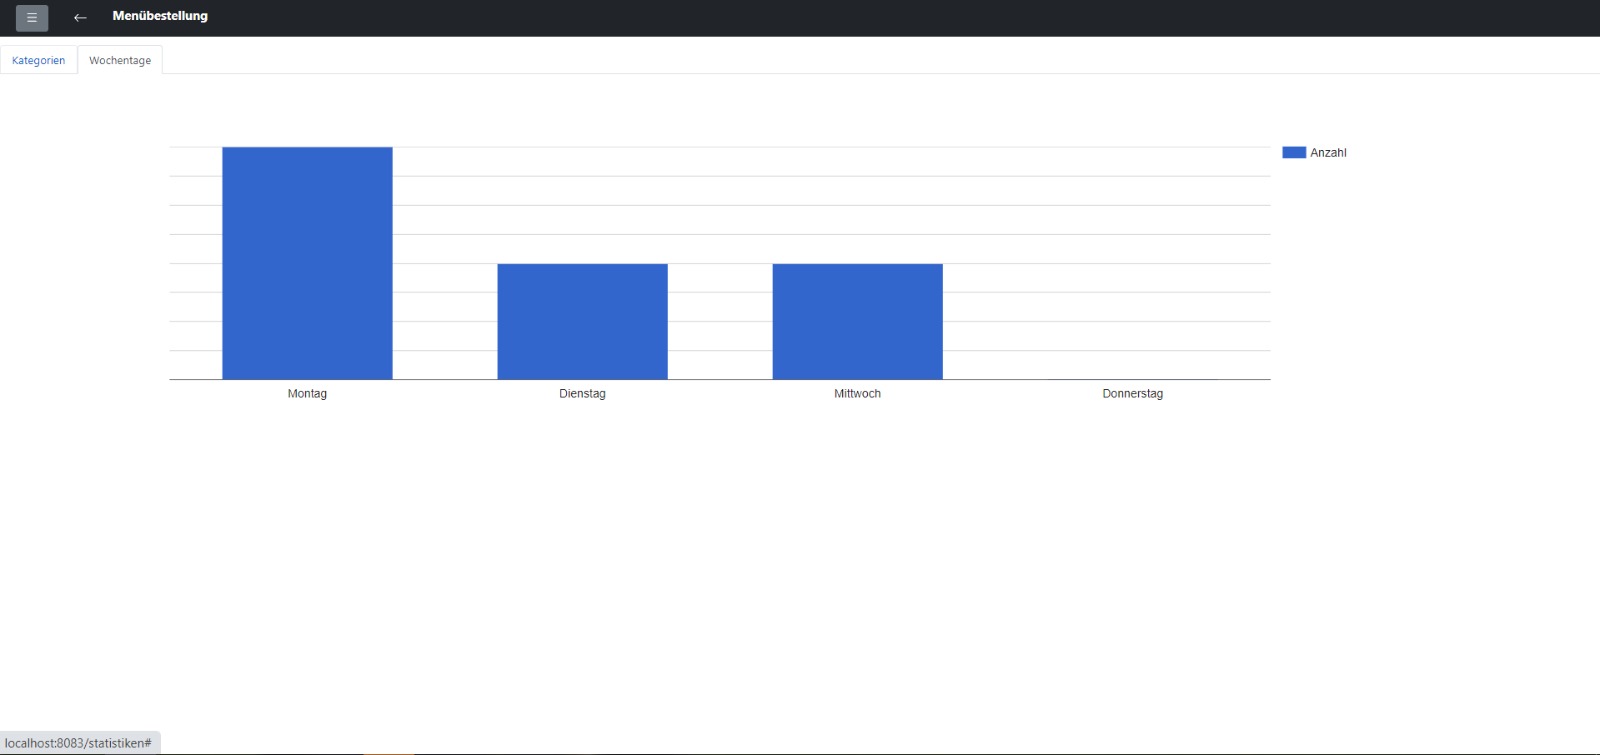 Menübestellung
Kategorien Wochentage
Anzahl
Montag Dienstag Mittwoch Donnerstag
localhost:8083/statistiken#